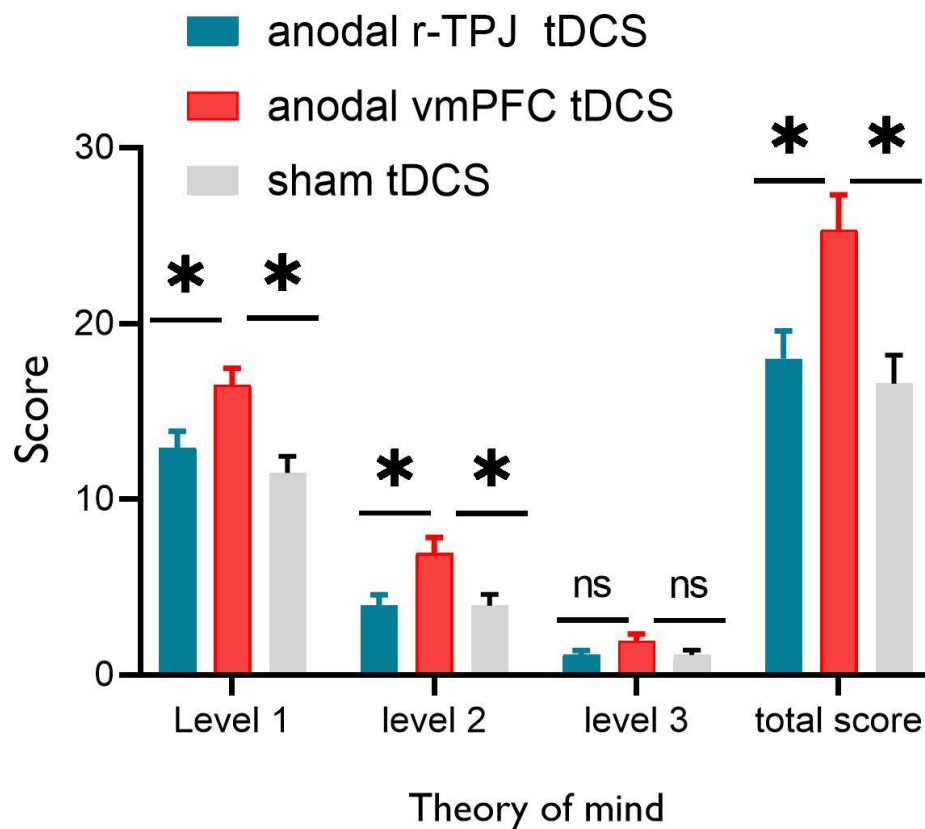 anodal r-TPJ tDCS
anodal vmPFC tDCS
sham tDCS
30
20
10
0
Score
* * * * * *
ns ns
Level 1 level 2 level 3 total score
Theory of mind